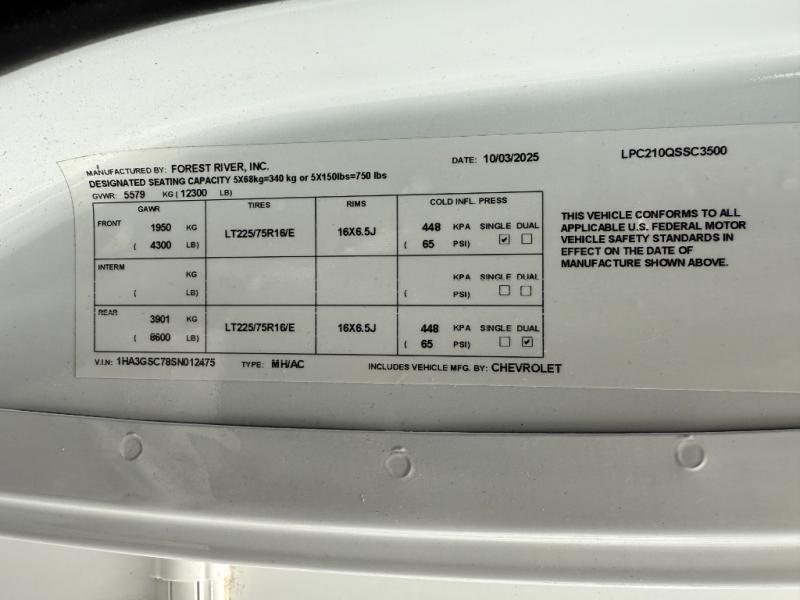 MANUFACTURED BY: FOREST RIVER, INC. DATE: 10/03/2025 LPC210QSSC3500
DESIGNATED SEATING CAPACITY 5X68kg=340 kg or 5X150lbs=750 lbs
GVWR: 5579 KG ( 12300 LB)
GAWR TIRES RIMS COLD INFL. PRESS
FRONT 1950 KG LT225/75R16/E 16X6.5J 448 KPA SINGLE DUAL
( 4300 LB) ( 65 PSI) ☑ ☐
INTERM KG KPA SINGLE DUAL
( LB) ( PSI) ☐ ☐
REAR 3901 KG LT225/75R16/E 16X6.5J 448 KPA SINGLE DUAL
( 8600 LB) ( 65 PSI) ☐ ☑
V.I.N: 1HA3GSC78SN012475 TYPE: MH/AC INCLUDES VEHICLE MFG. BY: CHEVROLET
THIS VEHICLE CONFORMS TO ALL
APPLICABLE U.S. FEDERAL MOTOR
VEHICLE SAFETY STANDARDS IN
EFFECT ON THE DATE OF
MANUFACTURE SHOWN ABOVE.